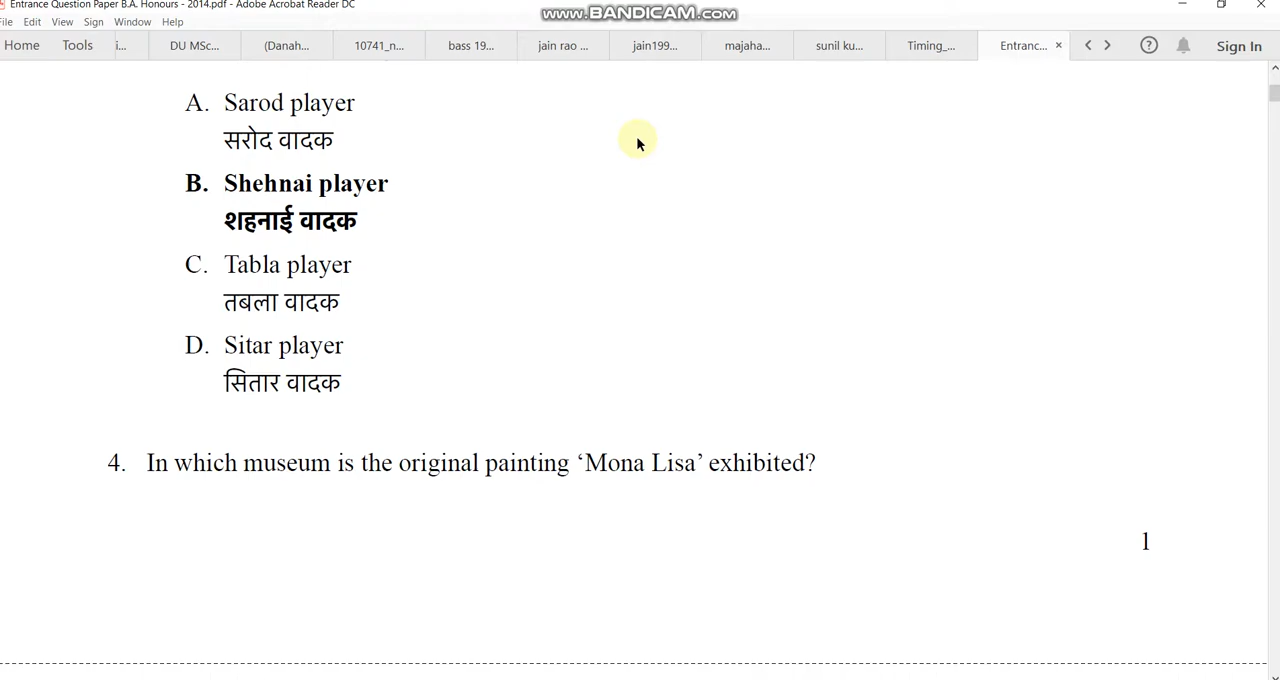 Entrance Question Paper B.A. Honours - 2014.pdf - Adobe Acrobat Reader DC
www.BANDICAM.com
File Edit View Sign Window Help
Home Tools i... DU MSc... (Danah... 10741_n... bass 19... jain rao ... jain199... majaha... sunil ku... Timing_... Entranc... × Sign In
A. Sarod player
सरोद वादक
B. Shehnai player
शहनाई वादक
C. Tabla player
तबला वादक
D. Sitar player
सितार वादक
4. In which museum is the original painting ‘Mona Lisa’ exhibited?
1